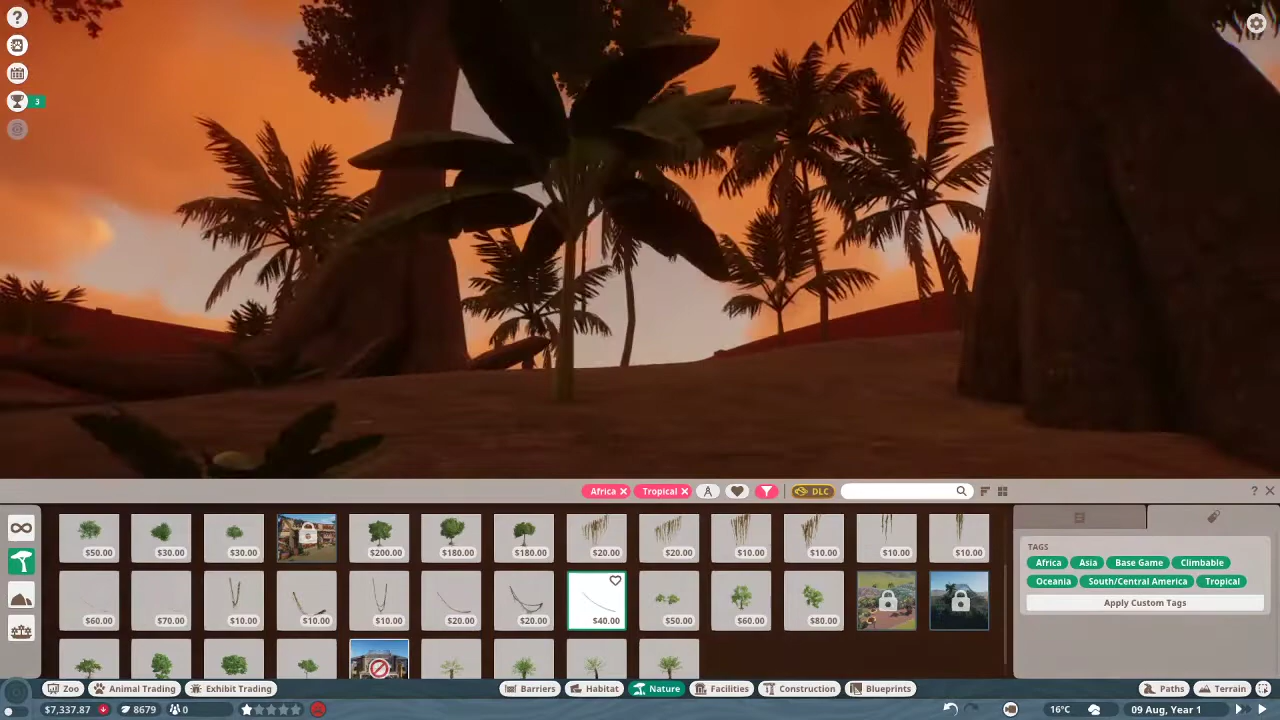 ?
3
Africa ✕ Tropical ✕ DLC
? ✕
$50.00 $30.00 $30.00 $200.00 $180.00 $180.00 $20.00 $20.00 $10.00 $10.00 $10.00 $10.00
$60.00 $70.00 $10.00 $10.00 $10.00 $20.00 $20.00 $40.00 $50.00 $60.00 $80.00
TAGS
Africa Asia Base Game Climbable
Oceania South/Central America Tropical
Apply Custom Tags
Zoo Animal Trading Exhibit Trading Barriers Habitat Nature Facilities Construction Blueprints Paths Terrain
$7,337.87 8679 0 16°C 09 Aug, Year 1